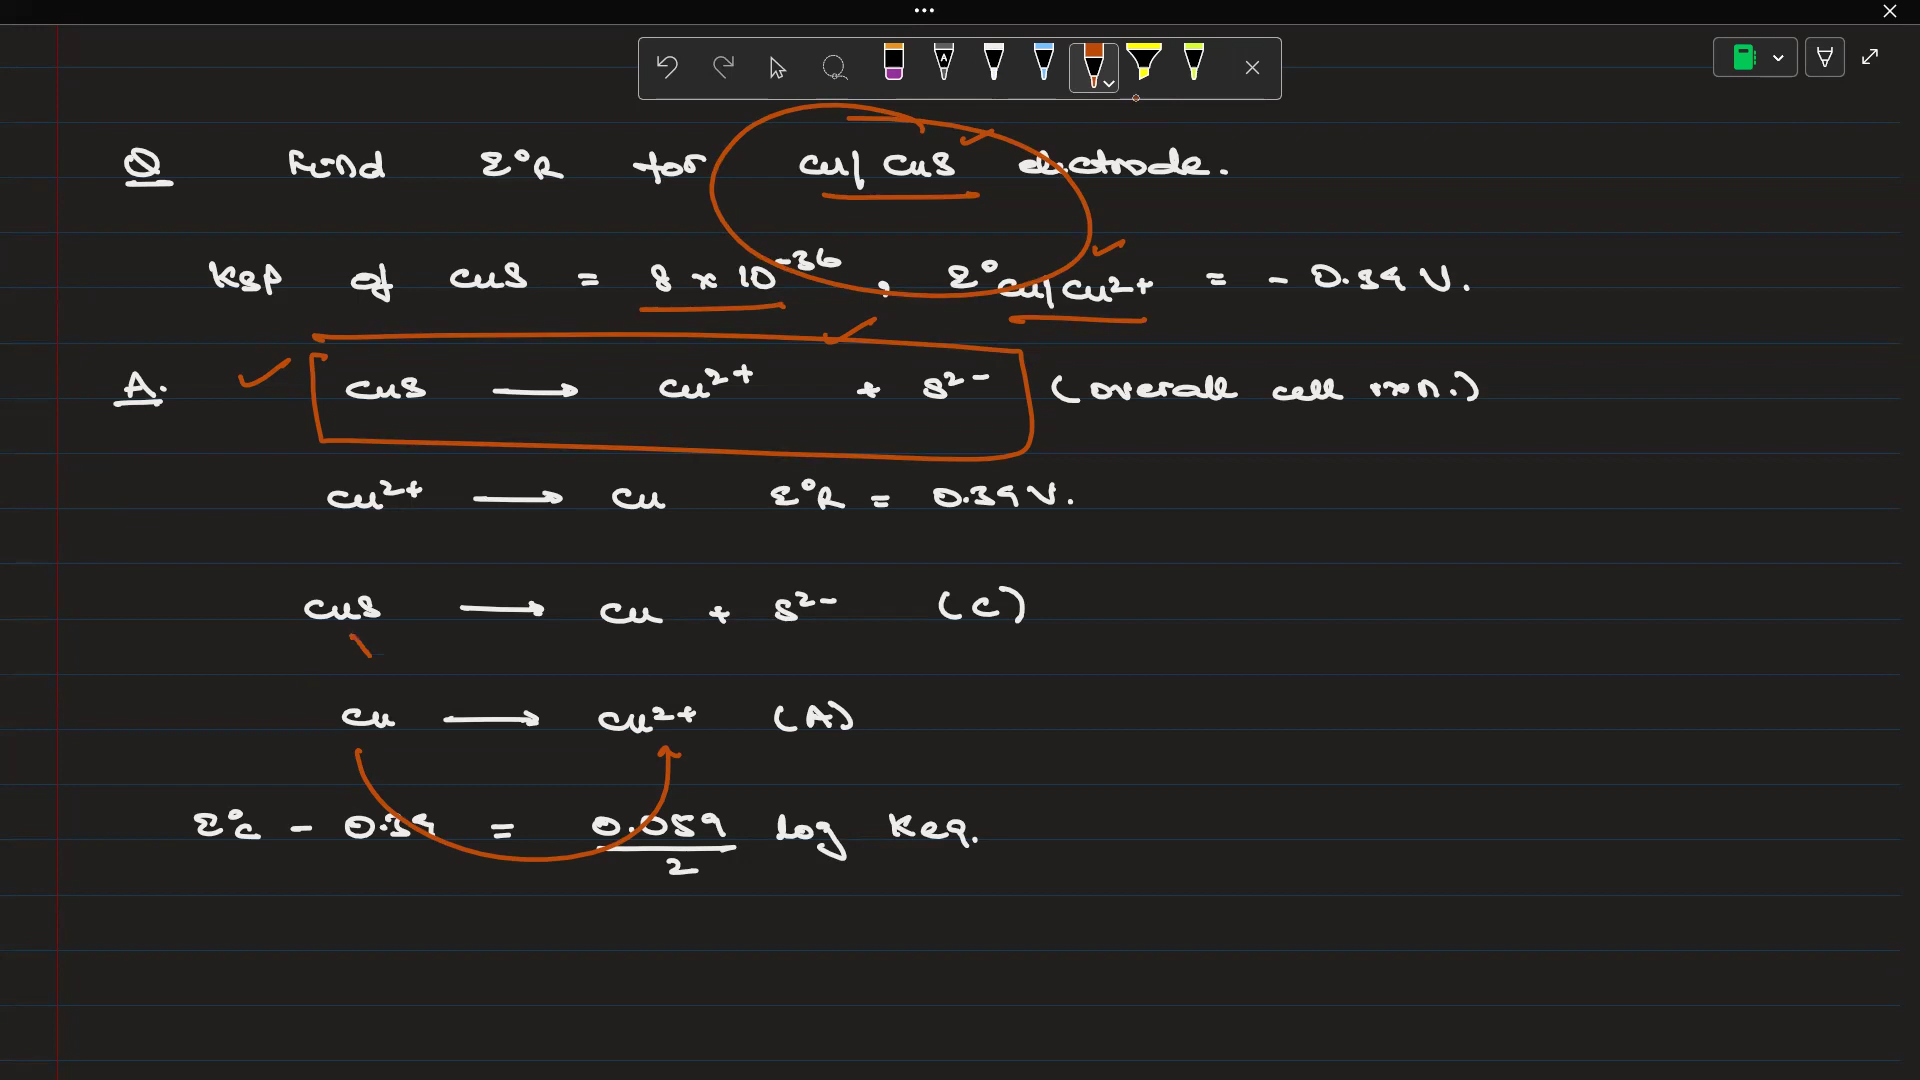 Q Find E°R for Cu/CuS electrode.
Ksp of CuS = 8 × 10⁻³⁶, E°Cu/Cu²⁺ = - 0.34 V.
A. CuS → Cu²⁺ + S²⁻ (overall cell rxn.)
Cu²⁺ → Cu E°R = 0.34 V.
CuS → Cu + S²⁻ (C)
Cu → Cu²⁺ (A)
E°C - 0.34 = 0.059/2 log Keq.